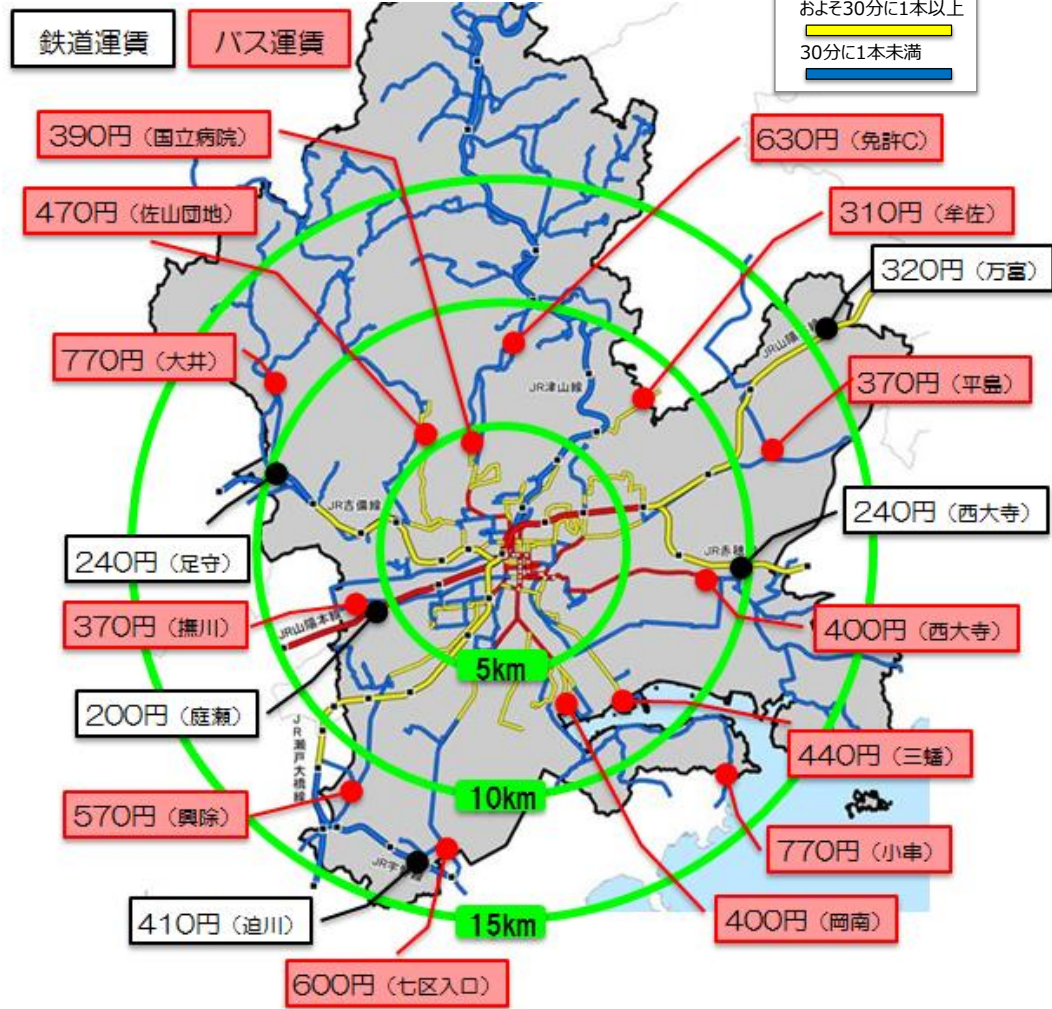 およそ30分に1本以上
30分に1本未満
鉄道運賃
バス運賃
390円（国立病院）
630円（免許C）
470円（佐山団地）
310円（牟佐）
320円（万富）
JR山陽本線
770円（大井）
370円（平島）
JR津山線
JR吉備線
240円（西大寺）
240円（足守）
JR赤穂
370円（撫川）
JR山陽本線
400円（西大寺）
5km
200円（庭瀬）
JR瀬戸大橋線
440円（三蟠）
10km
570円（興除）
770円（小串）
410円（迫川）
15km
400円（岡南）
600円（七区入口）